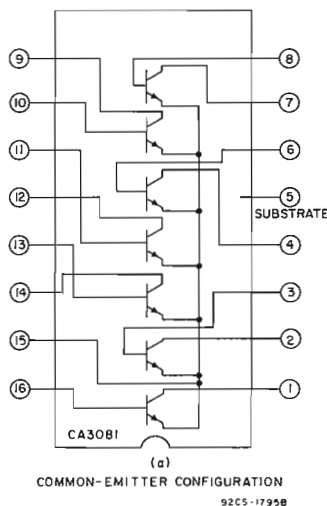 9 8
10 7
11 6
12 5
SUBSTRATE
13 4
14 3
15 2
16 1
CA3081
(a)
COMMON-EMITTER CONFIGURATION
92CS-17958